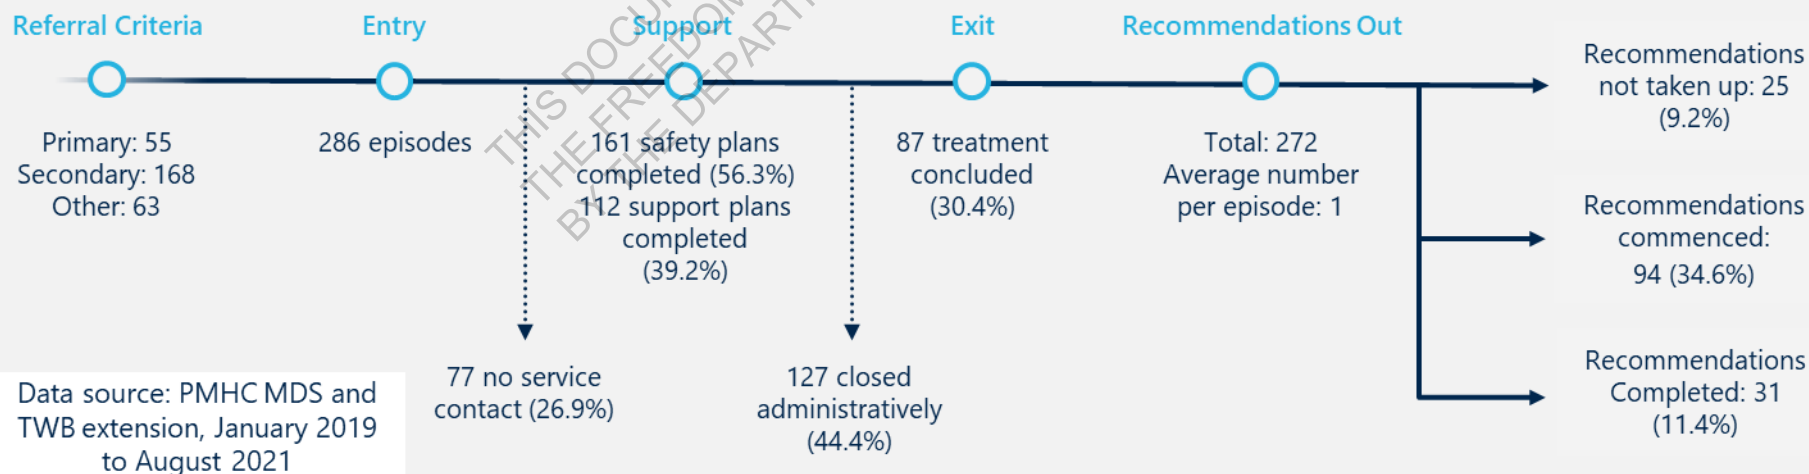 Referral Criteria
Entry
Support
Exit
Recommendations Out
Primary: 55
Secondary: 168
Other: 63
286 episodes
161 safety plans
completed (56.3%)
112 support plans
completed
(39.2%)
87 treatment
concluded
(30.4%)
Total: 272
Average number
per episode: 1
Recommendations
not taken up: 25
(9.2%)
Recommendations
commenced:
94 (34.6%)
Recommendations
Completed: 31
(11.4%)
77 no service
contact (26.9%)
127 closed
administratively
(44.4%)
Data source: PMHC MDS and
TWB extension, January 2019
to August 2021
THIS
THE
BY THE